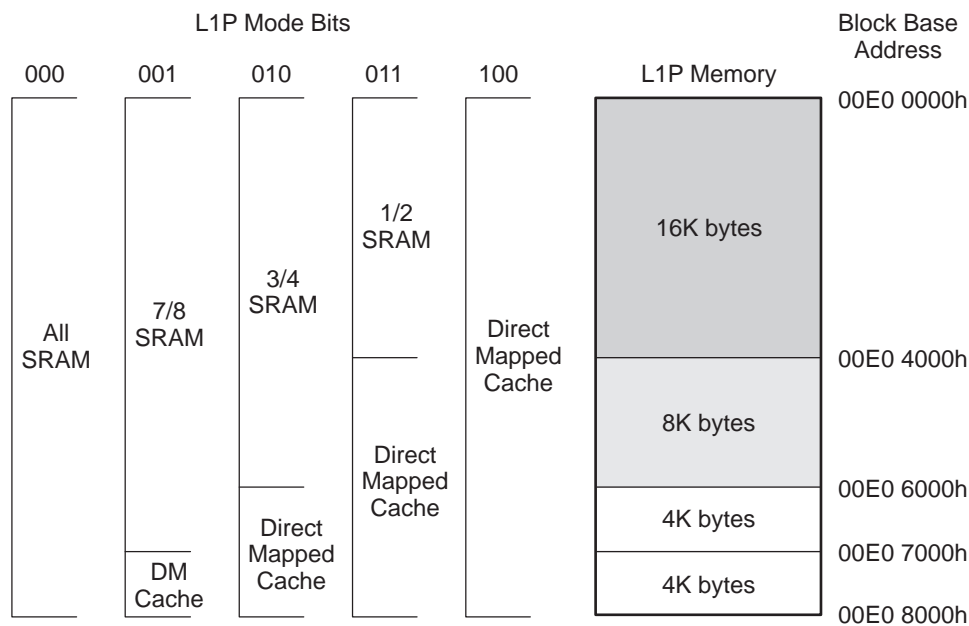 L1P Mode Bits
Block Base
Address
000 001 010 011 100 L1P Memory
00E0 0000h
1/2
SRAM
16K bytes
3/4
SRAM
7/8
SRAM
All
SRAM
Direct
Mapped
Cache
00E0 4000h
8K bytes
Direct
Mapped
Cache
00E0 6000h
4K bytes
Direct
Mapped
Cache
00E0 7000h
DM
Cache
4K bytes
00E0 8000h